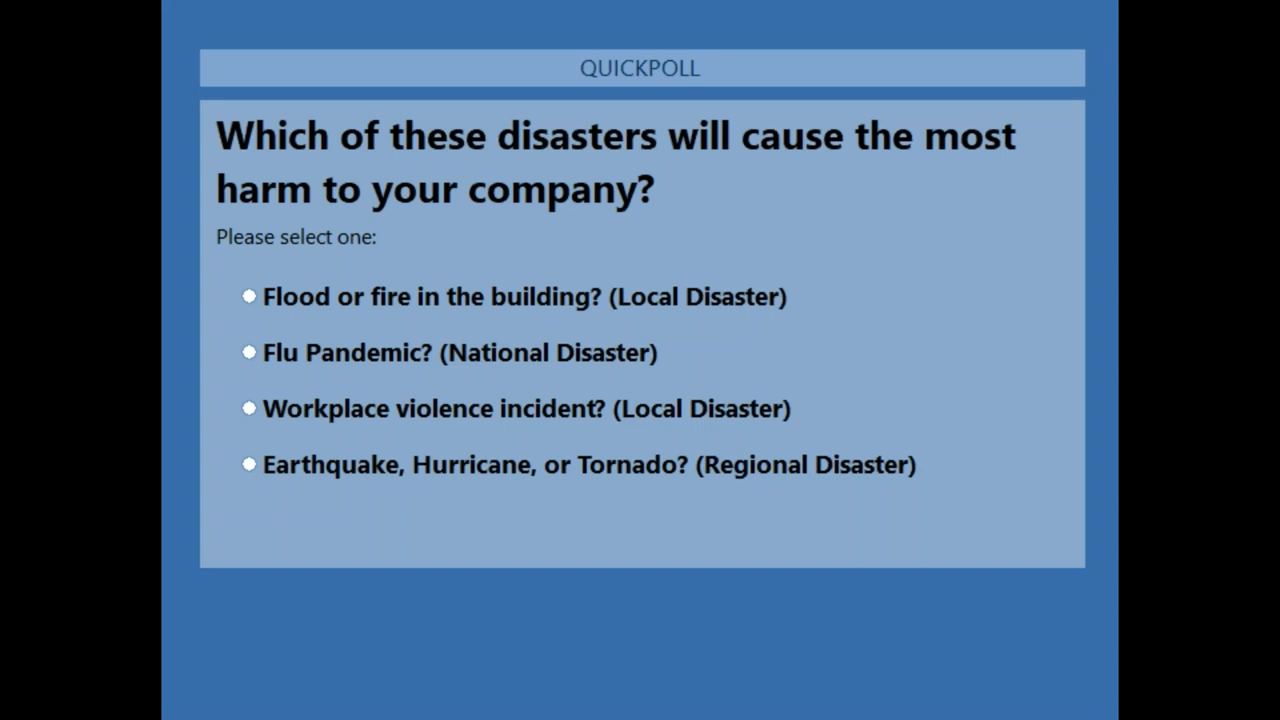 QUICKPOLL
Which of these disasters will cause the most
harm to your company?
Please select one:
Flood or fire in the building? (Local Disaster)
Flu Pandemic? (National Disaster)
Workplace violence incident? (Local Disaster)
Earthquake, Hurricane, or Tornado? (Regional Disaster)